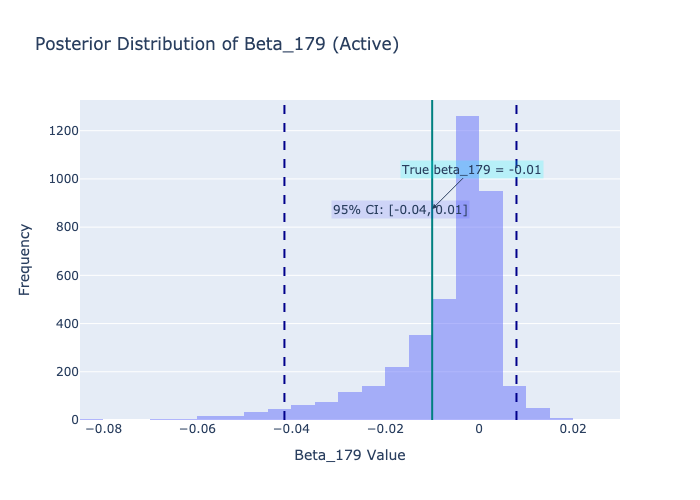 Posterior Distribution of Beta_179 (Active)
1200
1000
800
600
400
200
0
Frequency
True beta_179 = -0.01
95% CI: [-0.04, 0.01]
−0.08
−0.06
−0.04
−0.02
0
0.02
Beta_179 Value